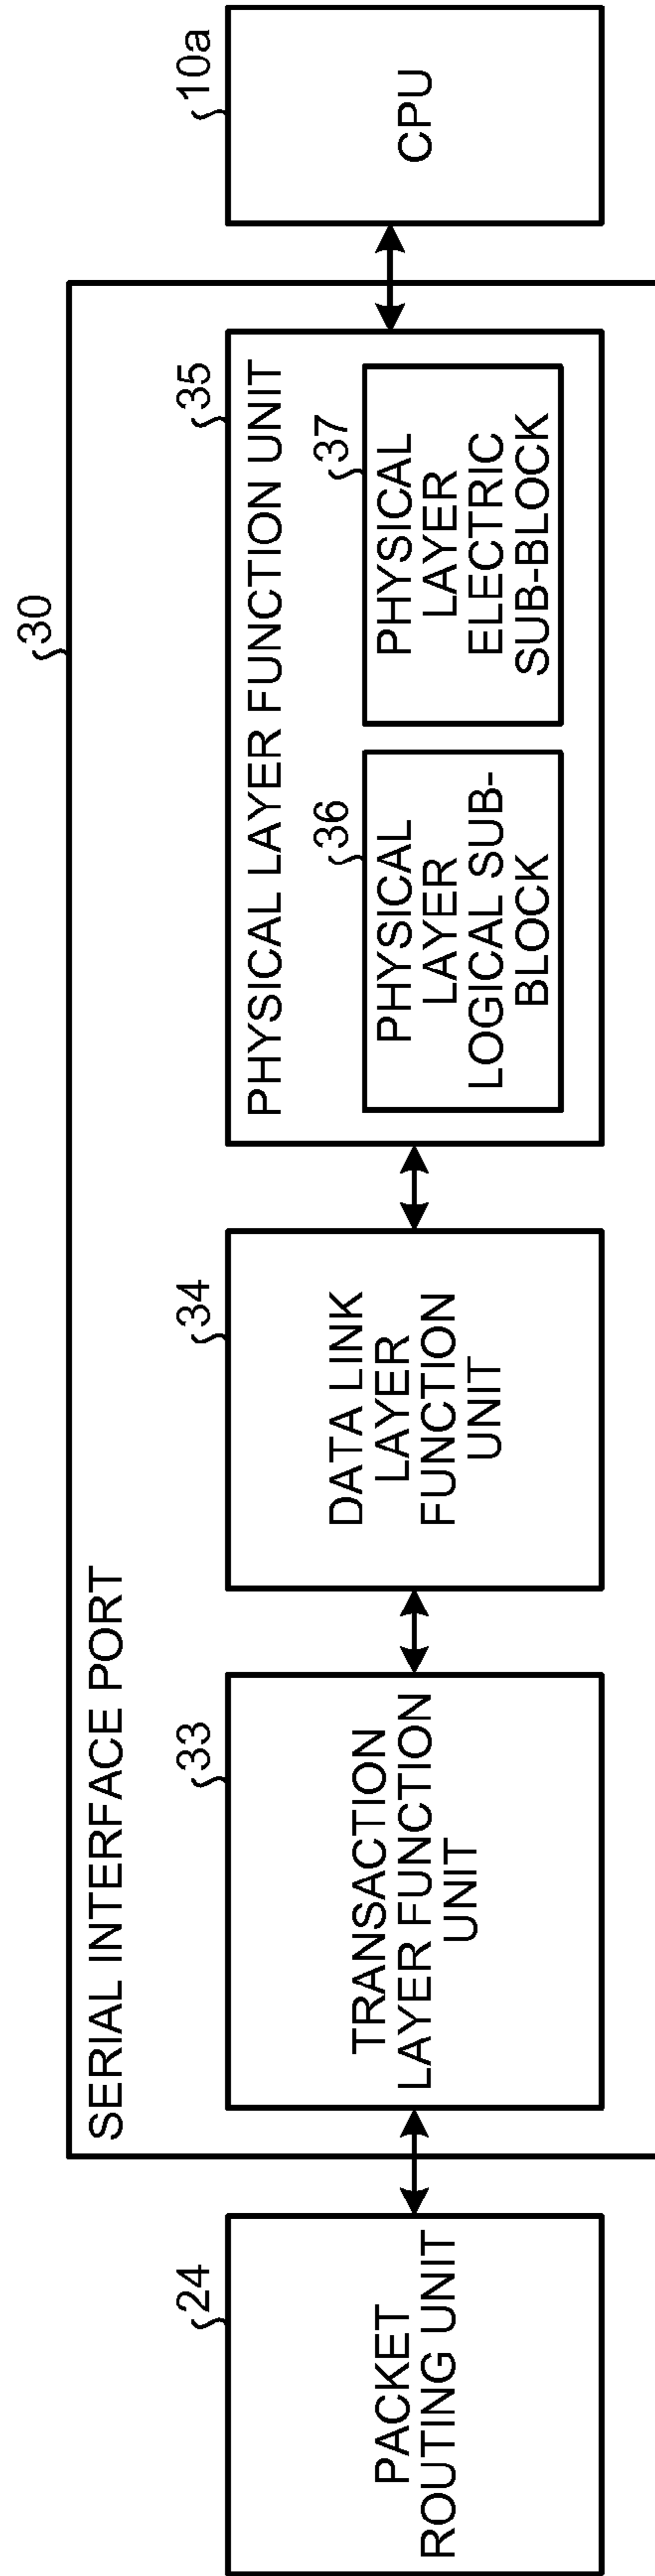 30
SERIAL INTERFACE PORT
24
PACKET
ROUTING UNIT
33
TRANSACTION
LAYER FUNCTION
UNIT
34
DATA LINK
LAYER
FUNCTION
UNIT
35
PHYSICAL LAYER FUNCTION UNIT
36
PHYSICAL
LAYER
LOGICAL SUB-
BLOCK
37
PHYSICAL
LAYER
ELECTRIC
SUB-BLOCK
10a
CPU